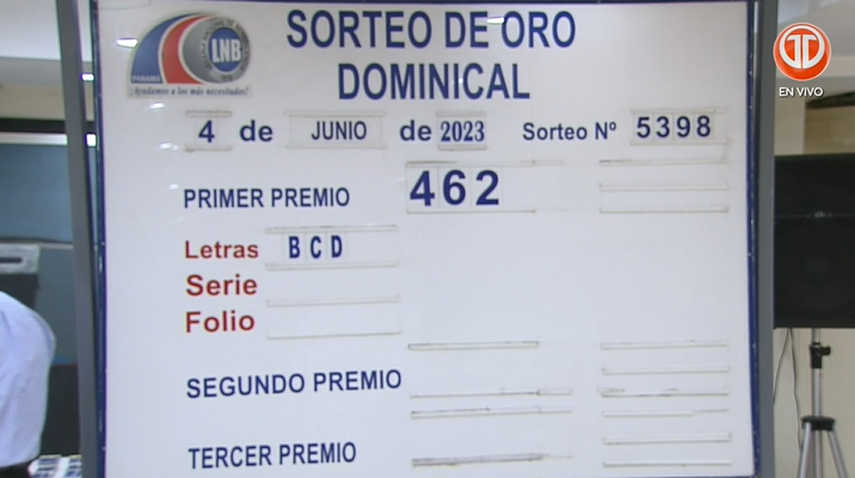 SORTEO DE ORO
DOMINICAL
LNB
PANAMÁ
¡Ayudamos a los más necesitados!
EN VIVO
4 de JUNIO de 2023 Sorteo Nº 5398
PRIMER PREMIO 462
Letras BCD
Serie
Folio
SEGUNDO PREMIO
TERCER PREMIO